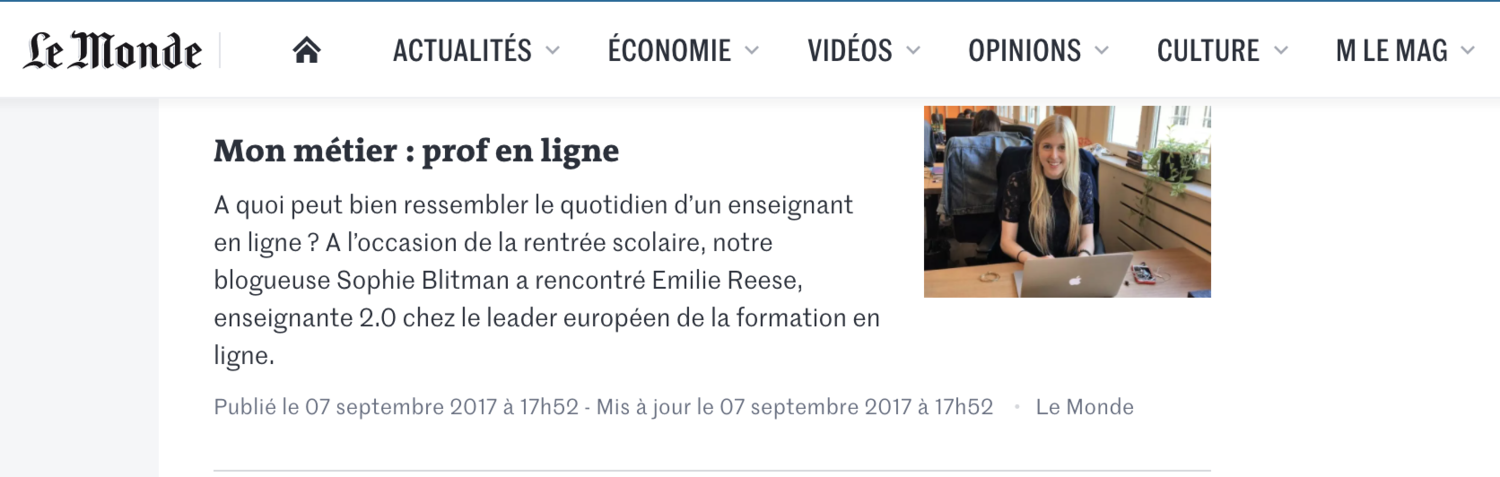 Le Monde
ACTUALITÉS
ÉCONOMIE
VIDÉOS
OPINIONS
CULTURE
M LE MAG
Mon métier : prof en ligne
A quoi peut bien ressembler le quotidien d’un enseignant
en ligne ? A l’occasion de la rentrée scolaire, notre
blogueuse Sophie Blitman a rencontré Emilie Reese,
enseignante 2.0 chez le leader européen de la formation en
ligne.
Publié le 07 septembre 2017 à 17h52 - Mis à jour le 07 septembre 2017 à 17h52 • Le Monde